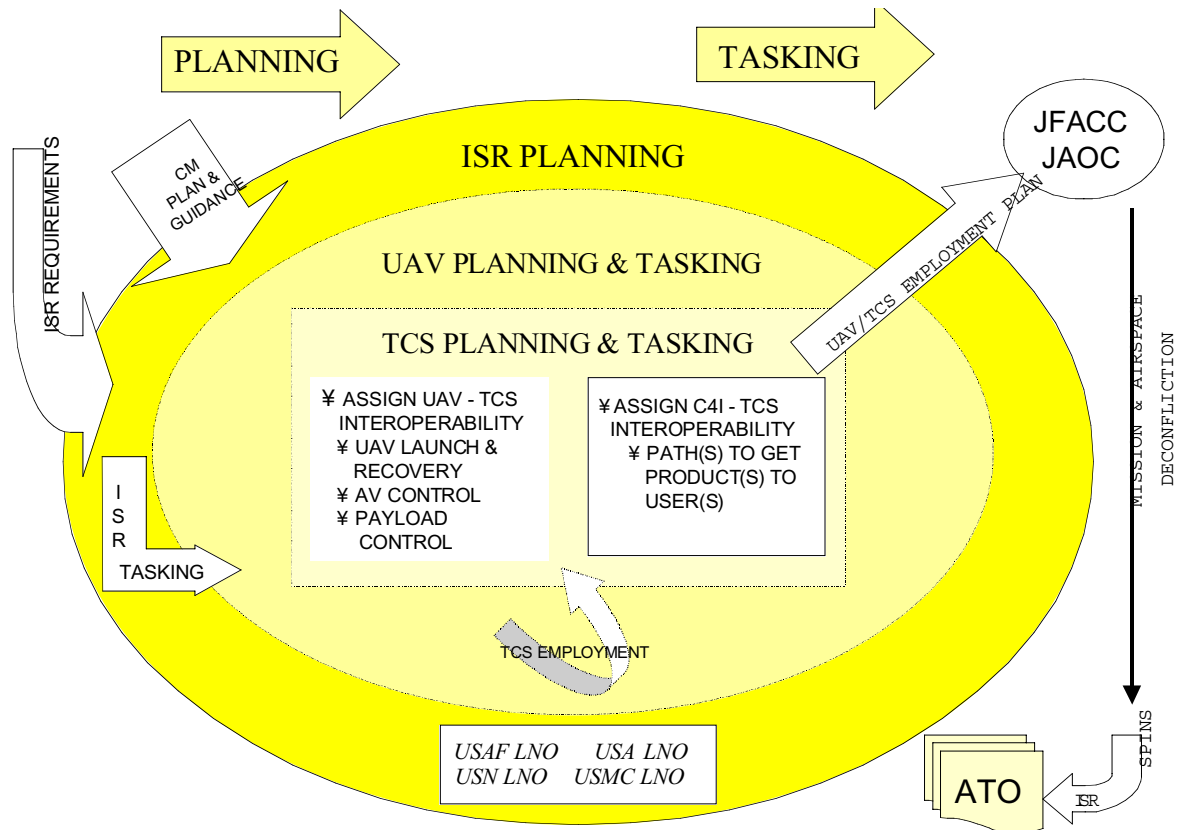 PLANNING
TASKING
JFACC
JAOC
ISR REQUIREMENTS
CM
PLAN &
GUIDANCE
ISR PLANNING
UAV PLANNING & TASKING
UAV/TCS EMPLOYMENT PLAN
TCS PLANNING & TASKING
¥ ASSIGN UAV - TCS
INTEROPERABILITY
¥ UAV LAUNCH &
RECOVERY
¥ AV CONTROL
¥ PAYLOAD
CONTROL
¥ ASSIGN C4I - TCS
INTEROPERABILITY
¥ PATH(S) TO GET
PRODUCT(S) TO
USER(S)
MISSION & AIRSPACE
DECONFLICTION
I
S
R
TASKING
TCS EMPLOYMENT
USAF LNO USA LNO
USN LNO USMC LNO
SPINS
ISR
ATO